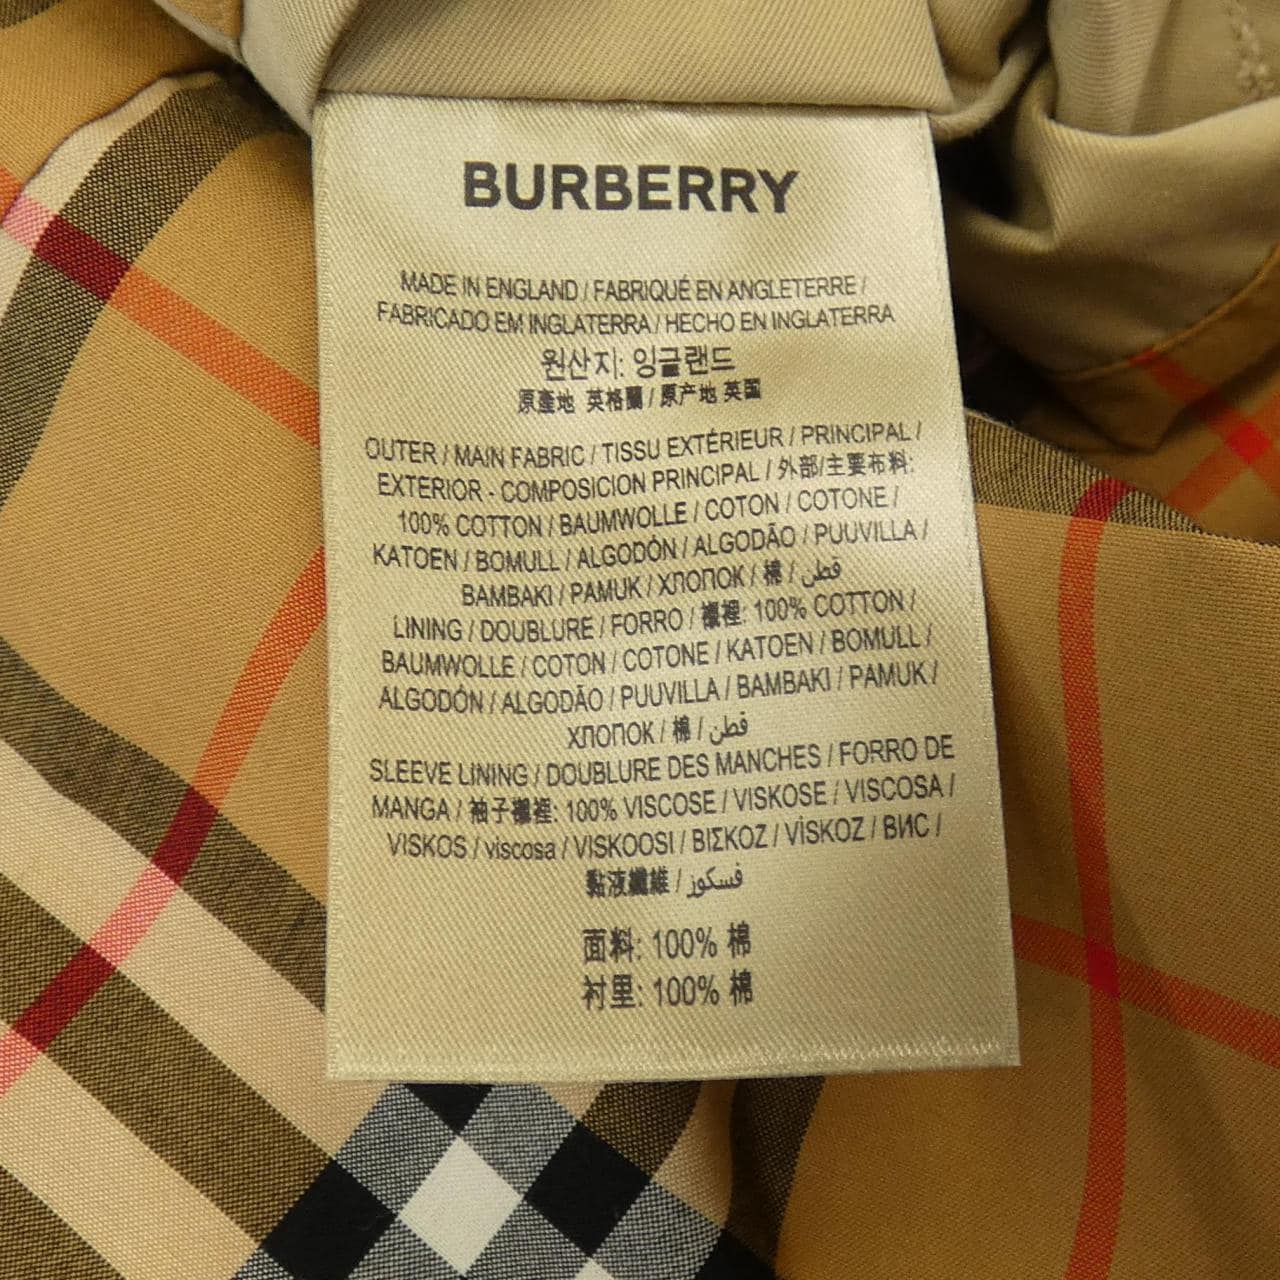 BURBERRY
MADE IN ENGLAND / FABRIQUÉ EN ANGLETERRE /
FABRICADO EM INGLATERRA / HECHO EN INGLATERRA
원산지: 잉글랜드
原產地 英格蘭 / 原产地 英国
OUTER / MAIN FABRIC / TISSU EXTÉRIEUR / PRINCIPAL /
EXTERIOR - COMPOSICION PRINCIPAL / 外部/主要布料:
100% COTTON / BAUMWOLLE / COTON / COTONE /
KATOEN / BOMULL / ALGODÓN / ALGODÃO / PUUVILLA /
BAMBAKI / PAMUK / ХЛОПОК / 棉 / قطن
LINING / DOUBLURE / FORRO / 襯裡: 100% COTTON /
BAUMWOLLE / COTON / COTONE / KATOEN / BOMULL /
ALGODÓN / ALGODÃO / PUUVILLA / BAMBAKI / PAMUK /
ХЛОПОК / 棉 / قطن
SLEEVE LINING / DOUBLURE DES MANCHES / FORRO DE
MANGA / 袖子襯裡: 100% VISCOSE / VISKOSE / VISCOSA /
VISKOS / viscosa / VISKOOSI / ΒΙΣΚΟΖ / VİSKOZ / ВИС /
黏液纖維 / فسكوز
面料: 100% 棉
衬里: 100% 棉